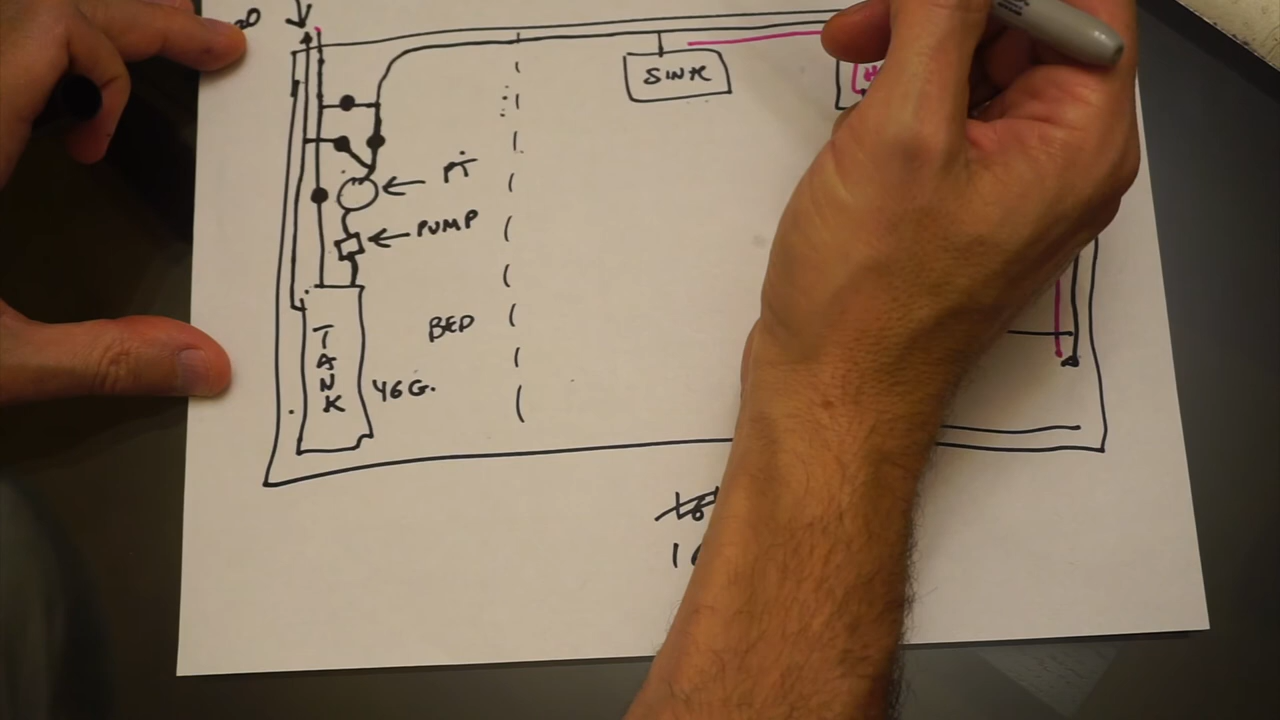 SINK
PT
PUMP
TANK
BED
46G.